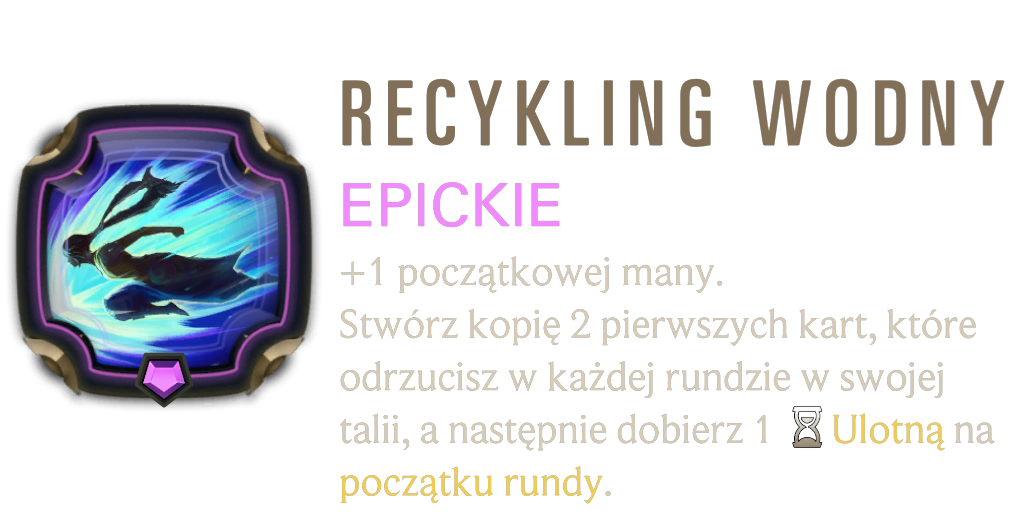 RECYKLING WODNY
EPICKIE
+1 początkowej many.
Stwórz kopię 2 pierwszych kart, które
odrzucisz w każdej rundzie w swojej
talii, a następnie dobierz 1 Ulotną na
początku rundy.